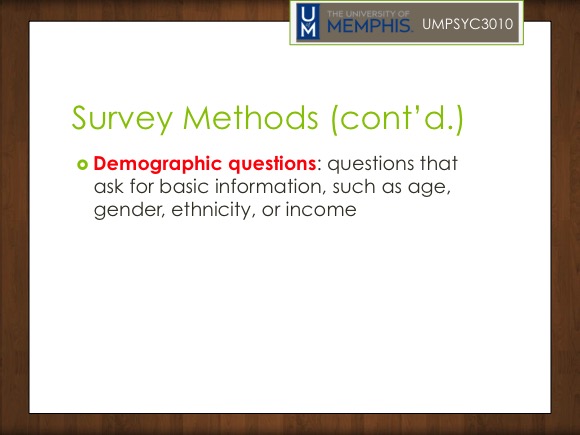 THE UNIVERSITY OF
UM MEMPHIS. UMPSYC3010
Survey Methods (cont’d.)
Demographic questions: questions that
ask for basic information, such as age,
gender, ethnicity, or income